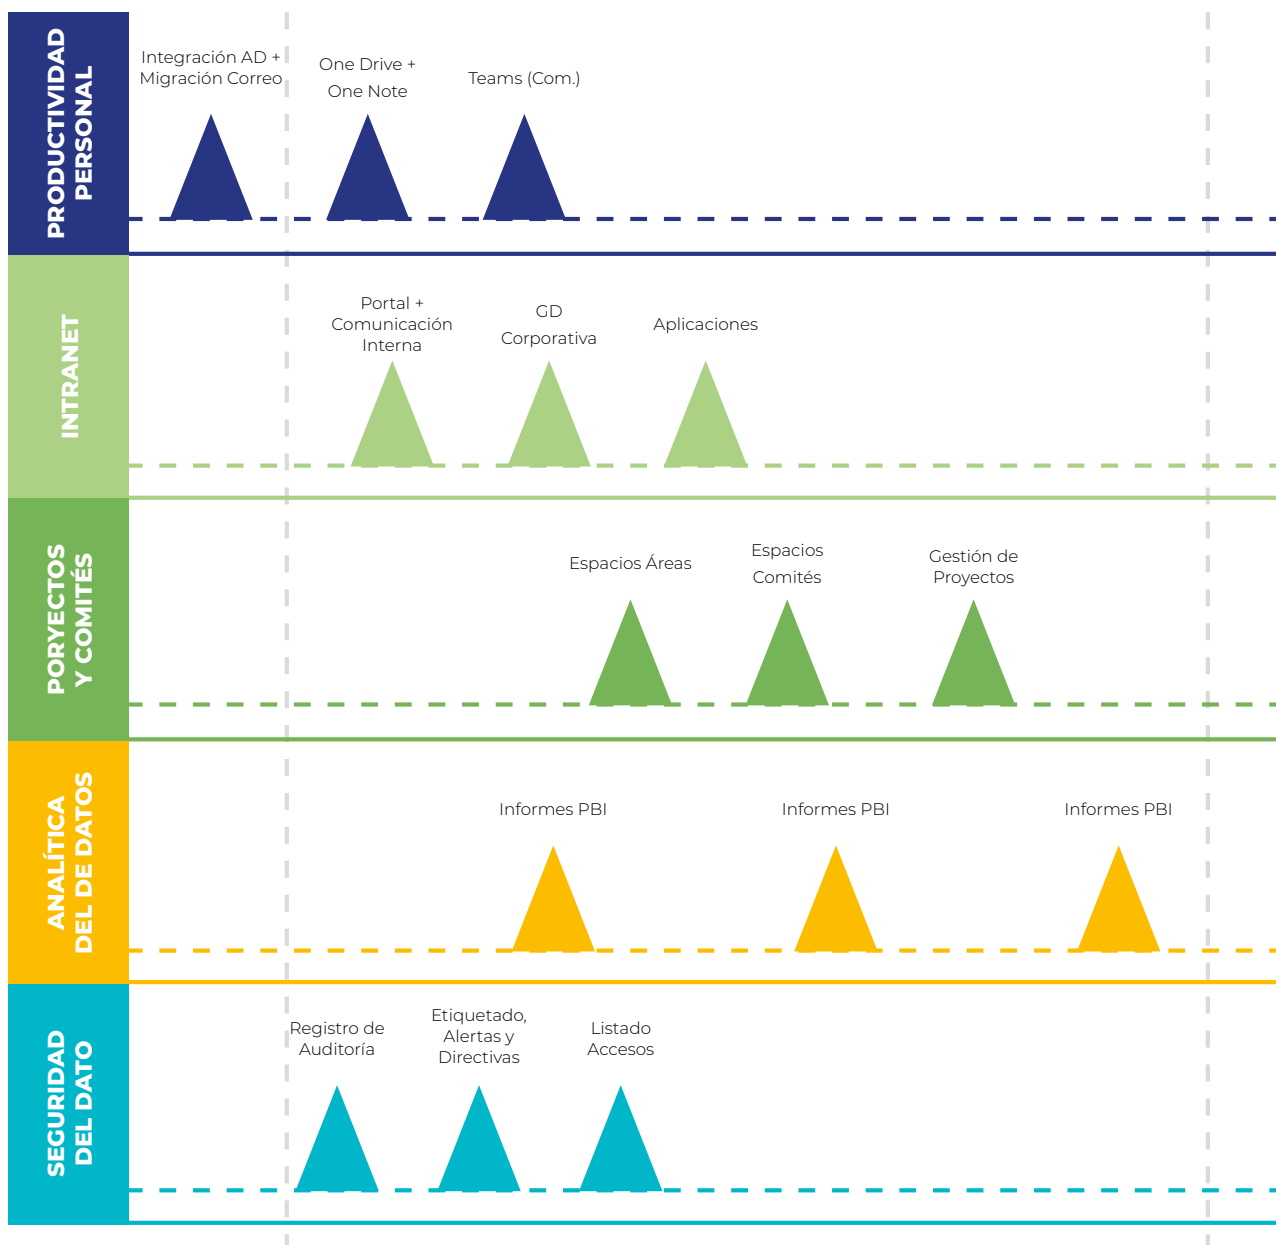 PRODUCTIVIDAD
PERSONAL
Integración AD +
Migración Correo
One Drive +
One Note
Teams (Com.)
INTRANET
Portal +
Comunicación
Interna
GD
Corporativa
Aplicaciones
PORYECTOS
Y COMITÉS
Espacios Áreas
Espacios
Comités
Gestión de
Proyectos
ANALÍTICA
DEL DE DATOS
Informes PBI
Informes PBI
Informes PBI
SEGURIDAD
DEL DATO
Registro de
Auditoría
Etiquetado,
Alertas y
Directivas
Listado
Accesos